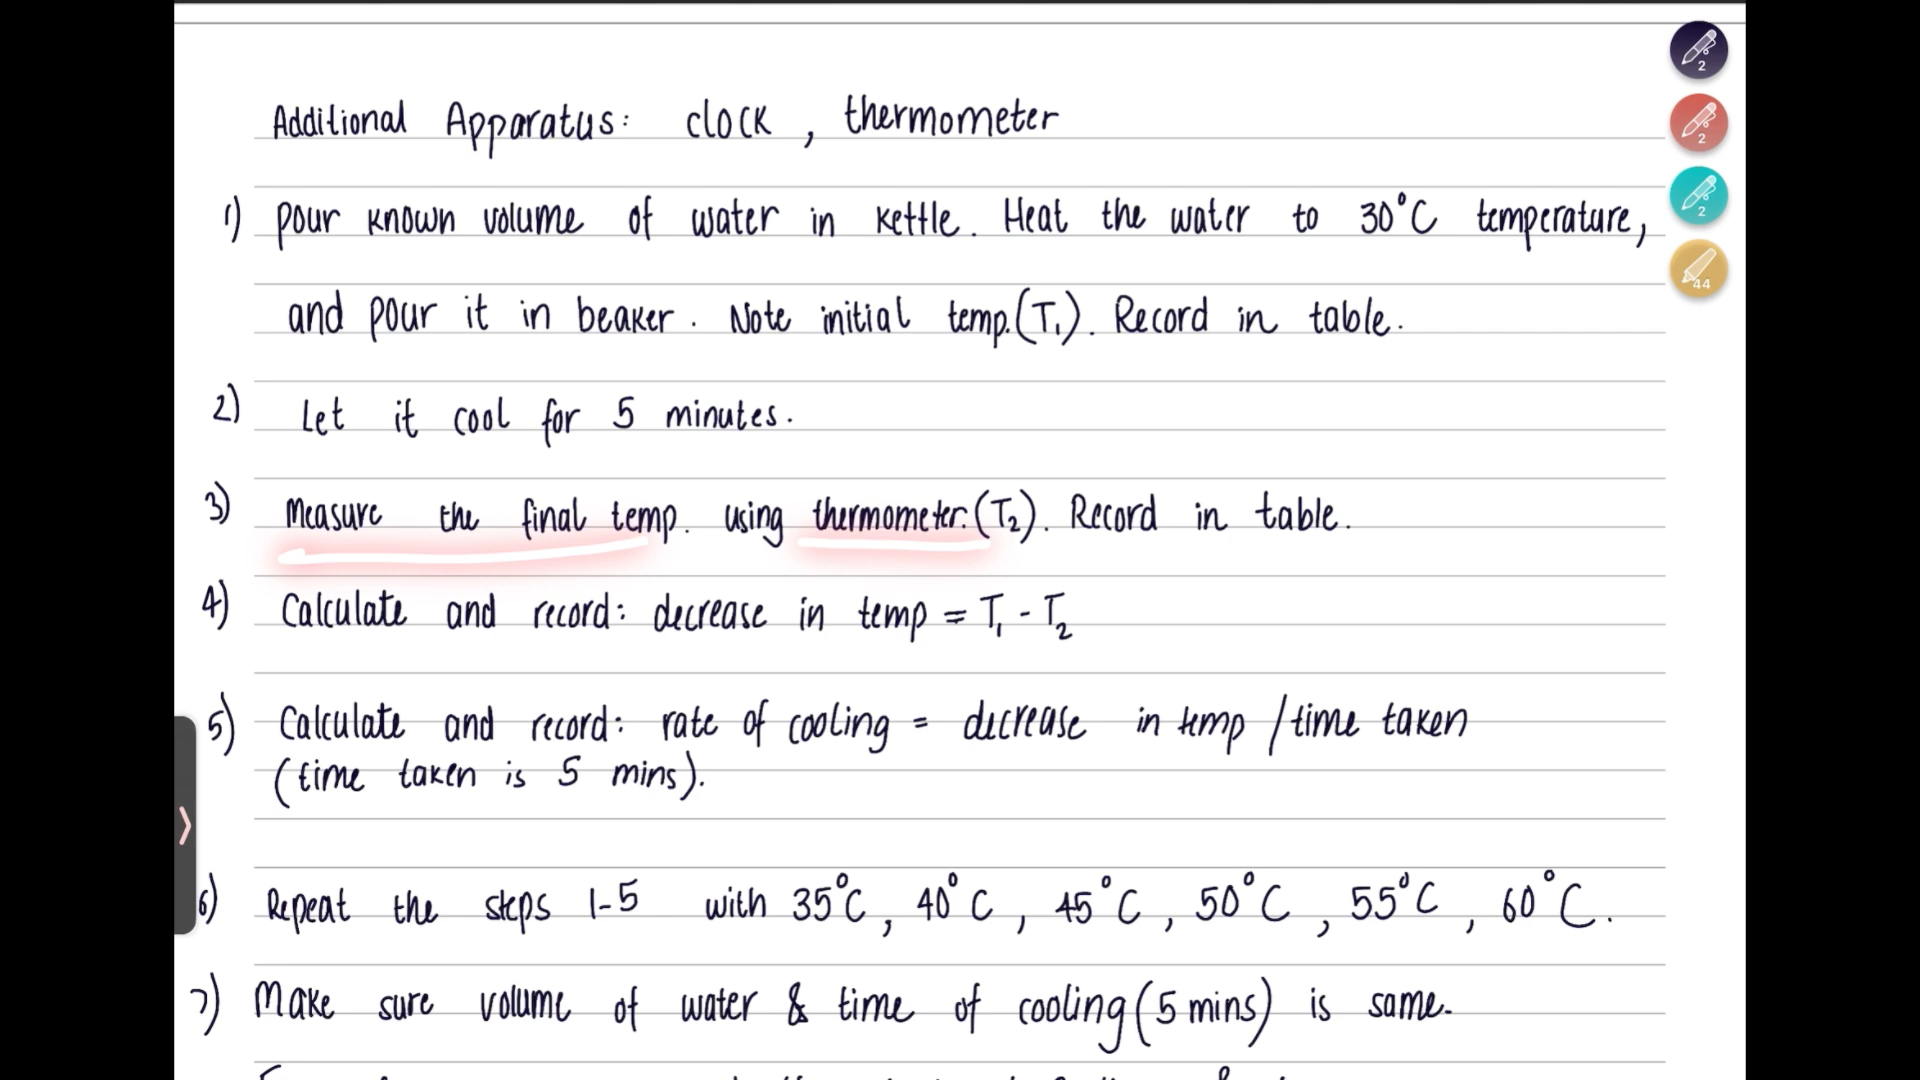 Additional Apparatus: clock, thermometer
1) Pour known volume of water in kettle. Heat the water to 30°C temperature,
and pour it in beaker. Note initial temp.(T₁). Record in table.
2) Let it cool for 5 minutes.
3) Measure the final temp. using thermometer.(T₂). Record in table.
4) Calculate and record: decrease in temp = T₁ - T₂
5) Calculate and record: rate of cooling = decrease in temp / time taken
(time taken is 5 mins).
6) Repeat the steps 1-5 with 35°C, 40°C, 45°C, 50°C, 55°C, 60°C.
7) Make sure volume of water & time of cooling (5 mins) is same.
2
2
2
44